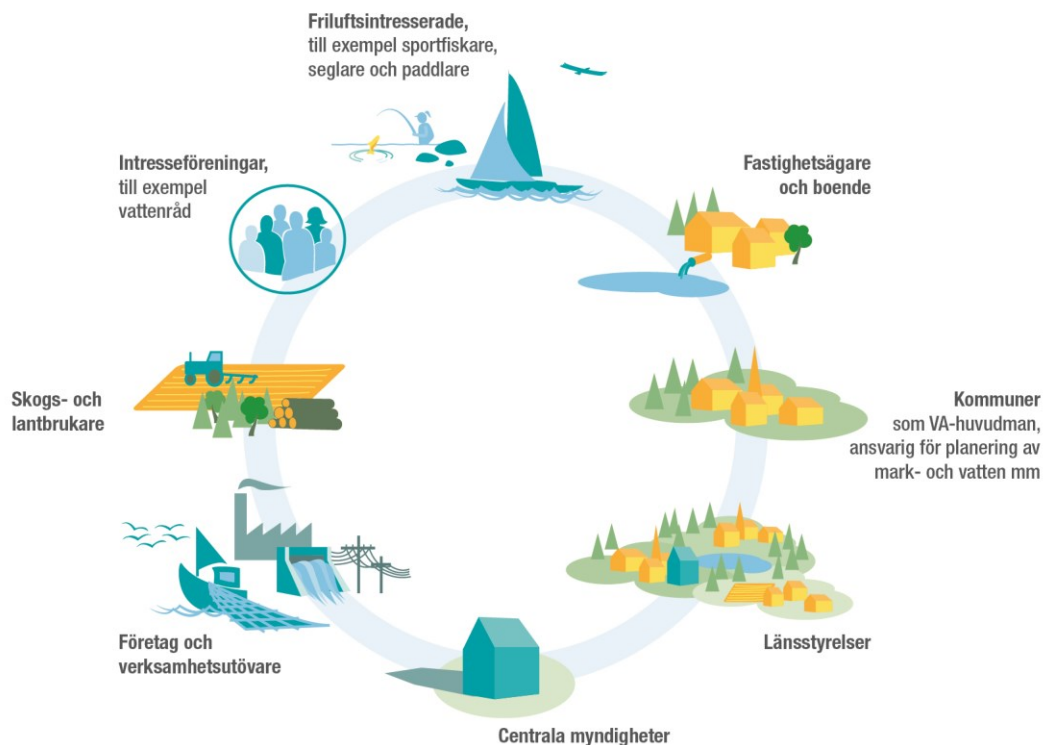 Friluftsintresserade,
till exempel sportfiskare,
seglare och paddlare
Fastighetsägare
och boende
Kommuner
som VA-huvudman,
ansvarig för planering av
mark- och vatten mm
Länsstyrelser
Centrala myndigheter
Företag och
verksamhetsutövare
Skogs- och
lantbrukare
Intresseföreningar,
till exempel
vattenråd